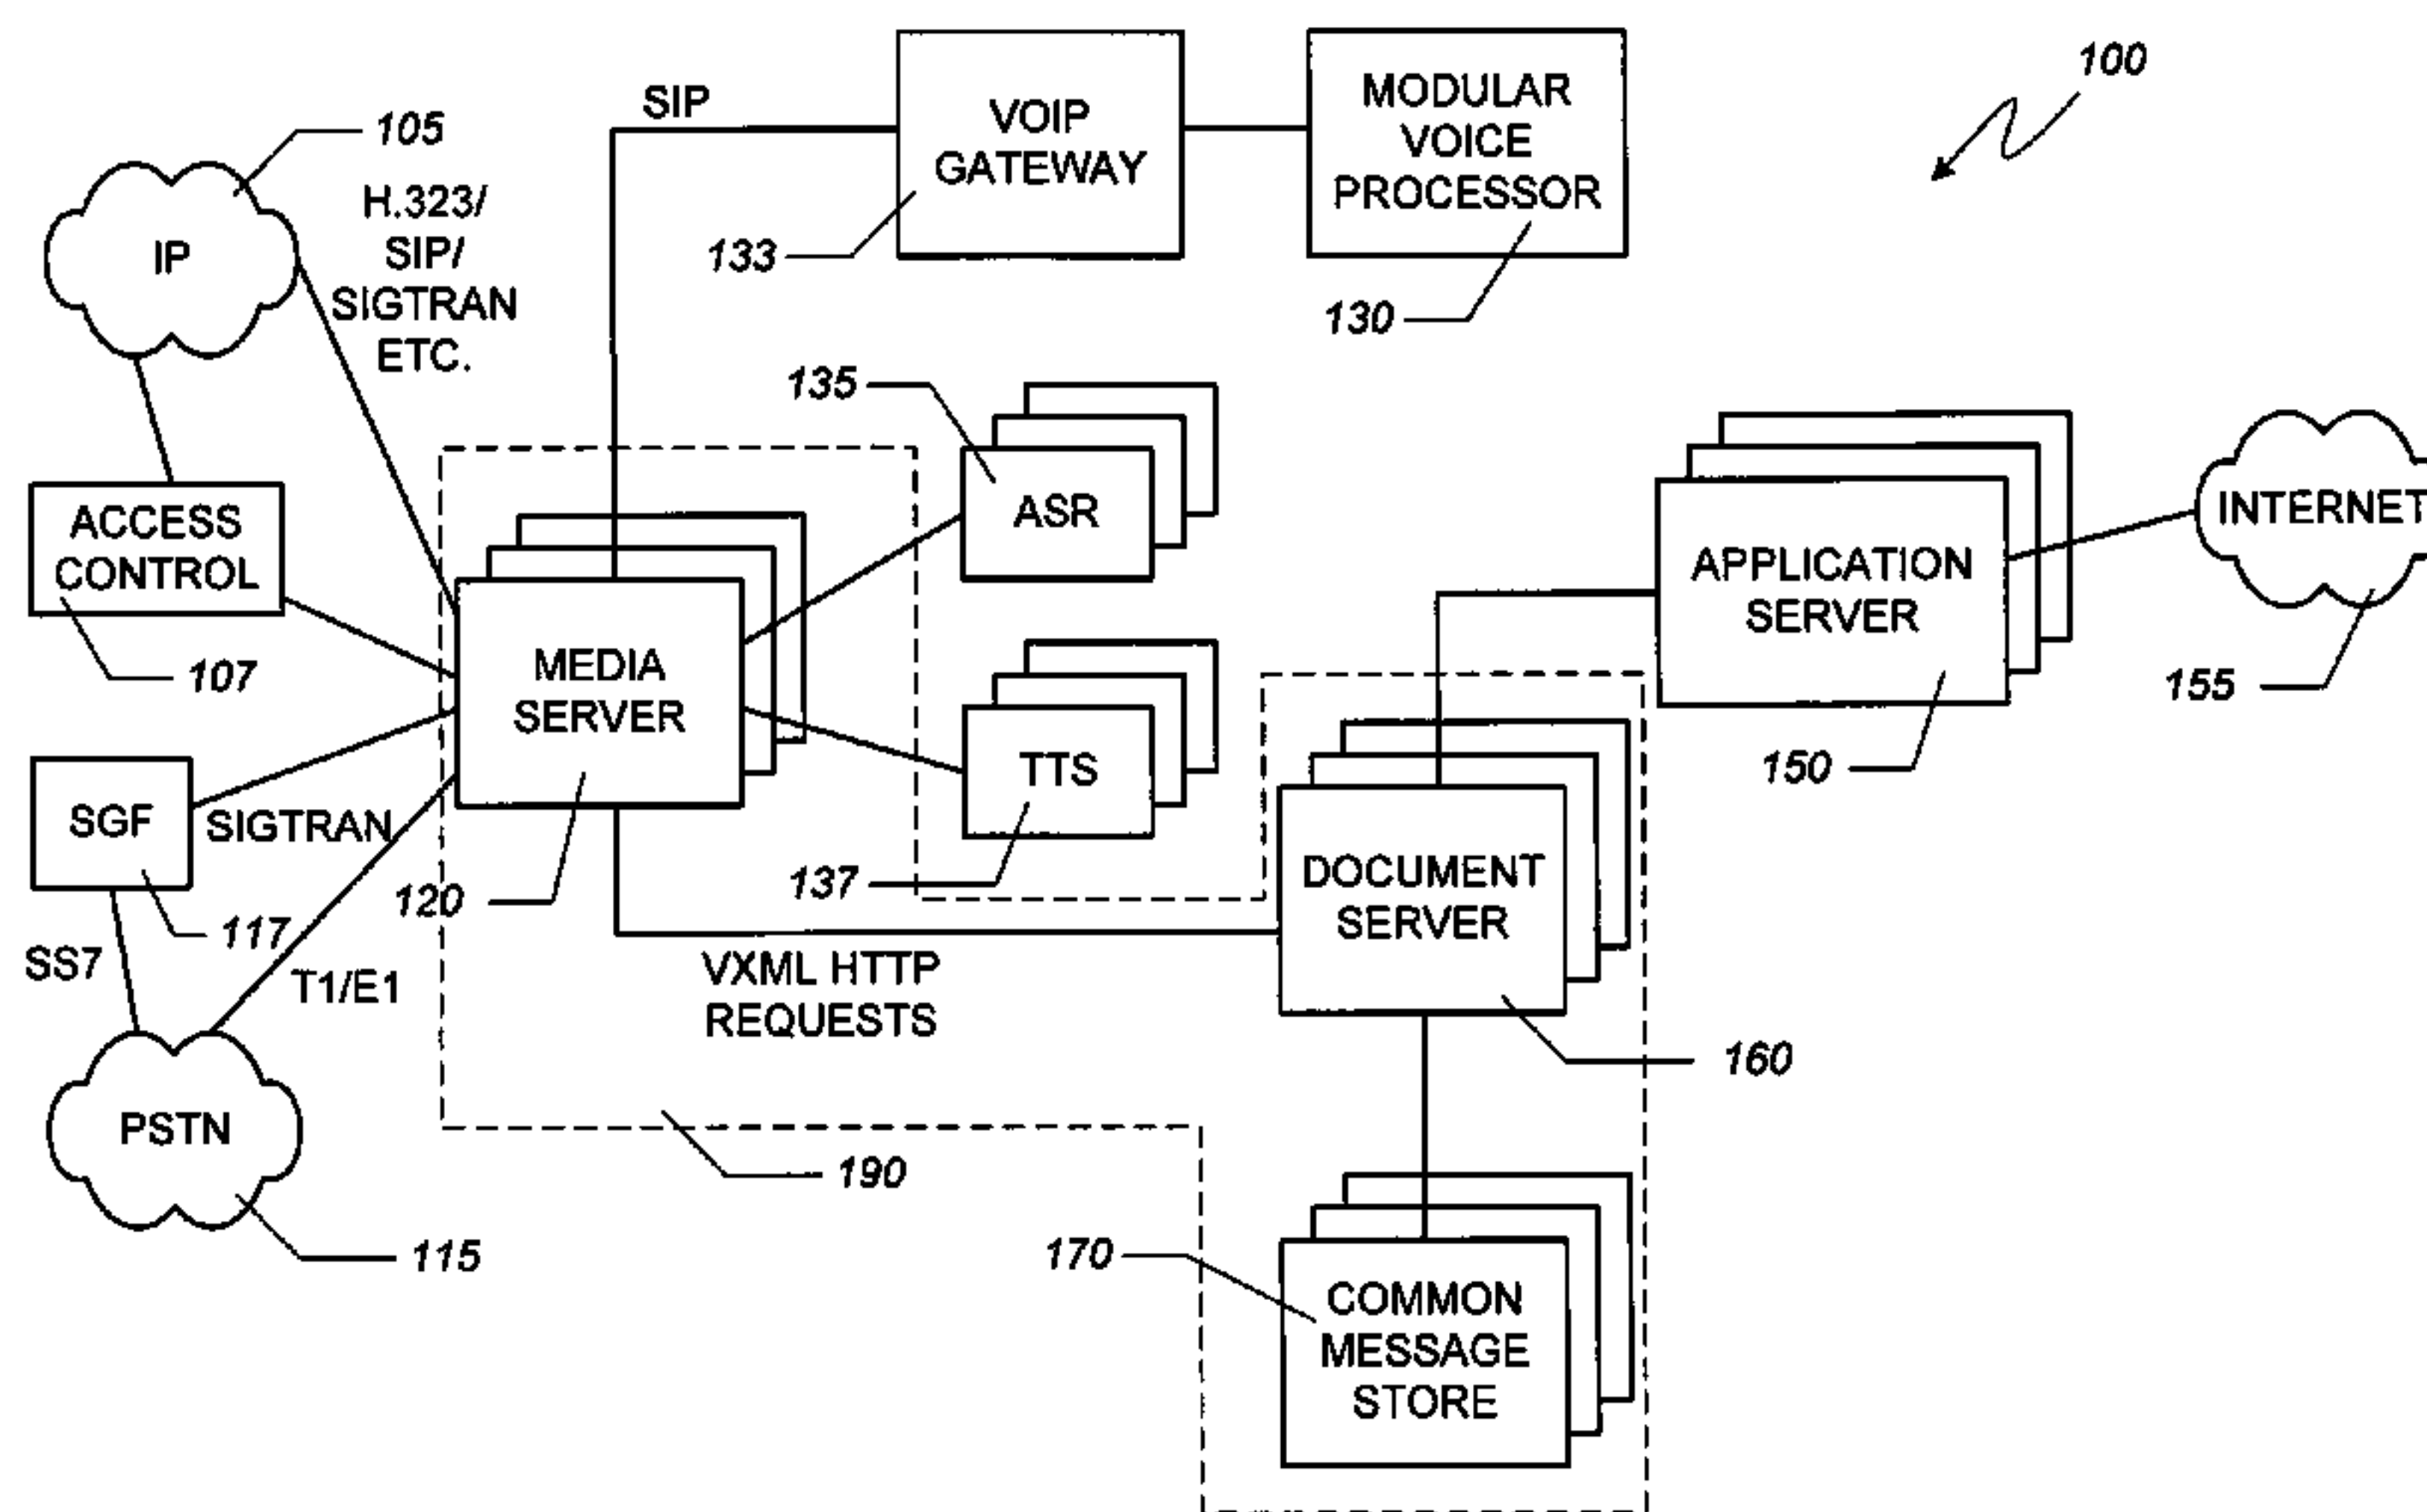 100
SIP
VOIP
GATEWAY
133
MODULAR
VOICE
PROCESSOR
130
105
IP
H.323/
SIP/
SIGTRAN
ETC.
ACCESS
CONTROL
107
135
ASR
MEDIA
SERVER
120
TTS
137
APPLICATION
SERVER
150
INTERNET
155
SGF
SIGTRAN
117
SS7
T1/E1
PSTN
115
VXML HTTP
REQUESTS
DOCUMENT
SERVER
160
190
170
COMMON
MESSAGE
STORE